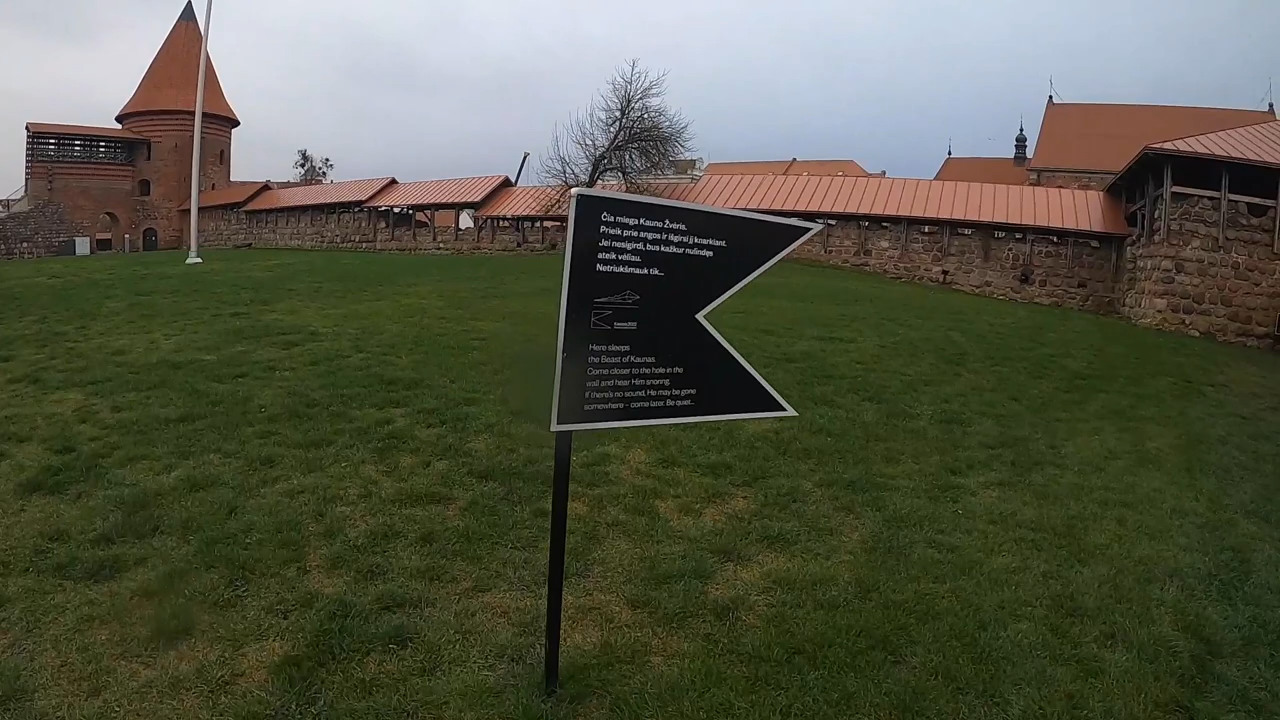 Čia miega Kauno Žvėris.
Prieik prie angos ir išgirsi jį knarkiant.
Jei nesigirdi, bus kažkur nulindęs
ateik vėliau.
Netriukšmauk tik...
Kaunas2022
Here sleeps
the Beast of Kaunas.
Come closer to the hole in the
wall and hear Him snoring.
If there's no sound, He may be gone
somewhere – come later. Be quiet...